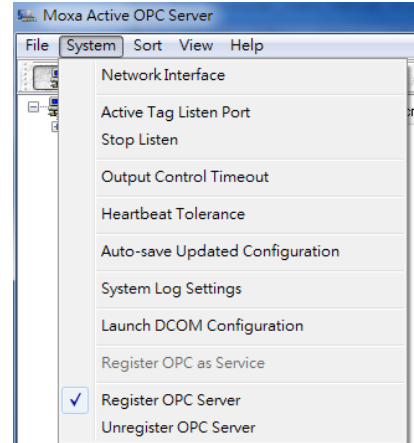 Moxa Active OPC Server
File System Sort View Help
Network Interface
Active Tag Listen Port
Stop Listen
Output Control Timeout
Heartbeat Tolerance
Auto-save Updated Configuration
System Log Settings
Launch DCOM Configuration
Register OPC as Service
Register OPC Server
Unregister OPC Server